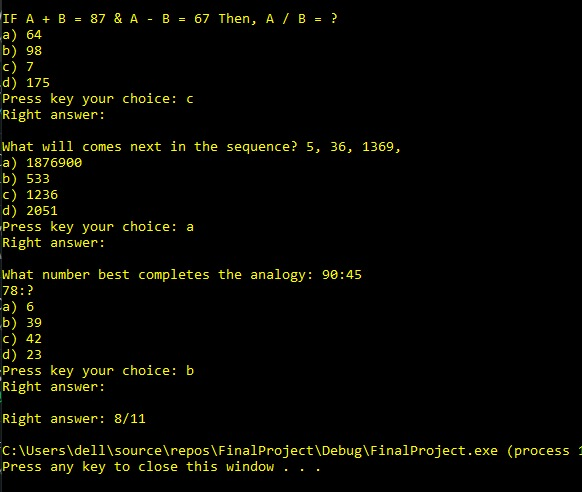 IF A + B = 87 & A - B = 67 Then, A / B = ?
a) 64
b) 98
c) 7
d) 175
Press key your choice: c
Right answer:
What will comes next in the sequence? 5, 36, 1369,
a) 1876900
b) 533
c) 1236
d) 2051
Press key your choice: a
Right answer:
What number best completes the analogy: 90:45
78:?
a) 6
b) 39
c) 42
d) 23
Press key your choice: b
Right answer:
Right answer: 8/11
C:\Users\dell\source\repos\FinalProject\Debug\FinalProject.exe (process 1
Press any key to close this window . . .